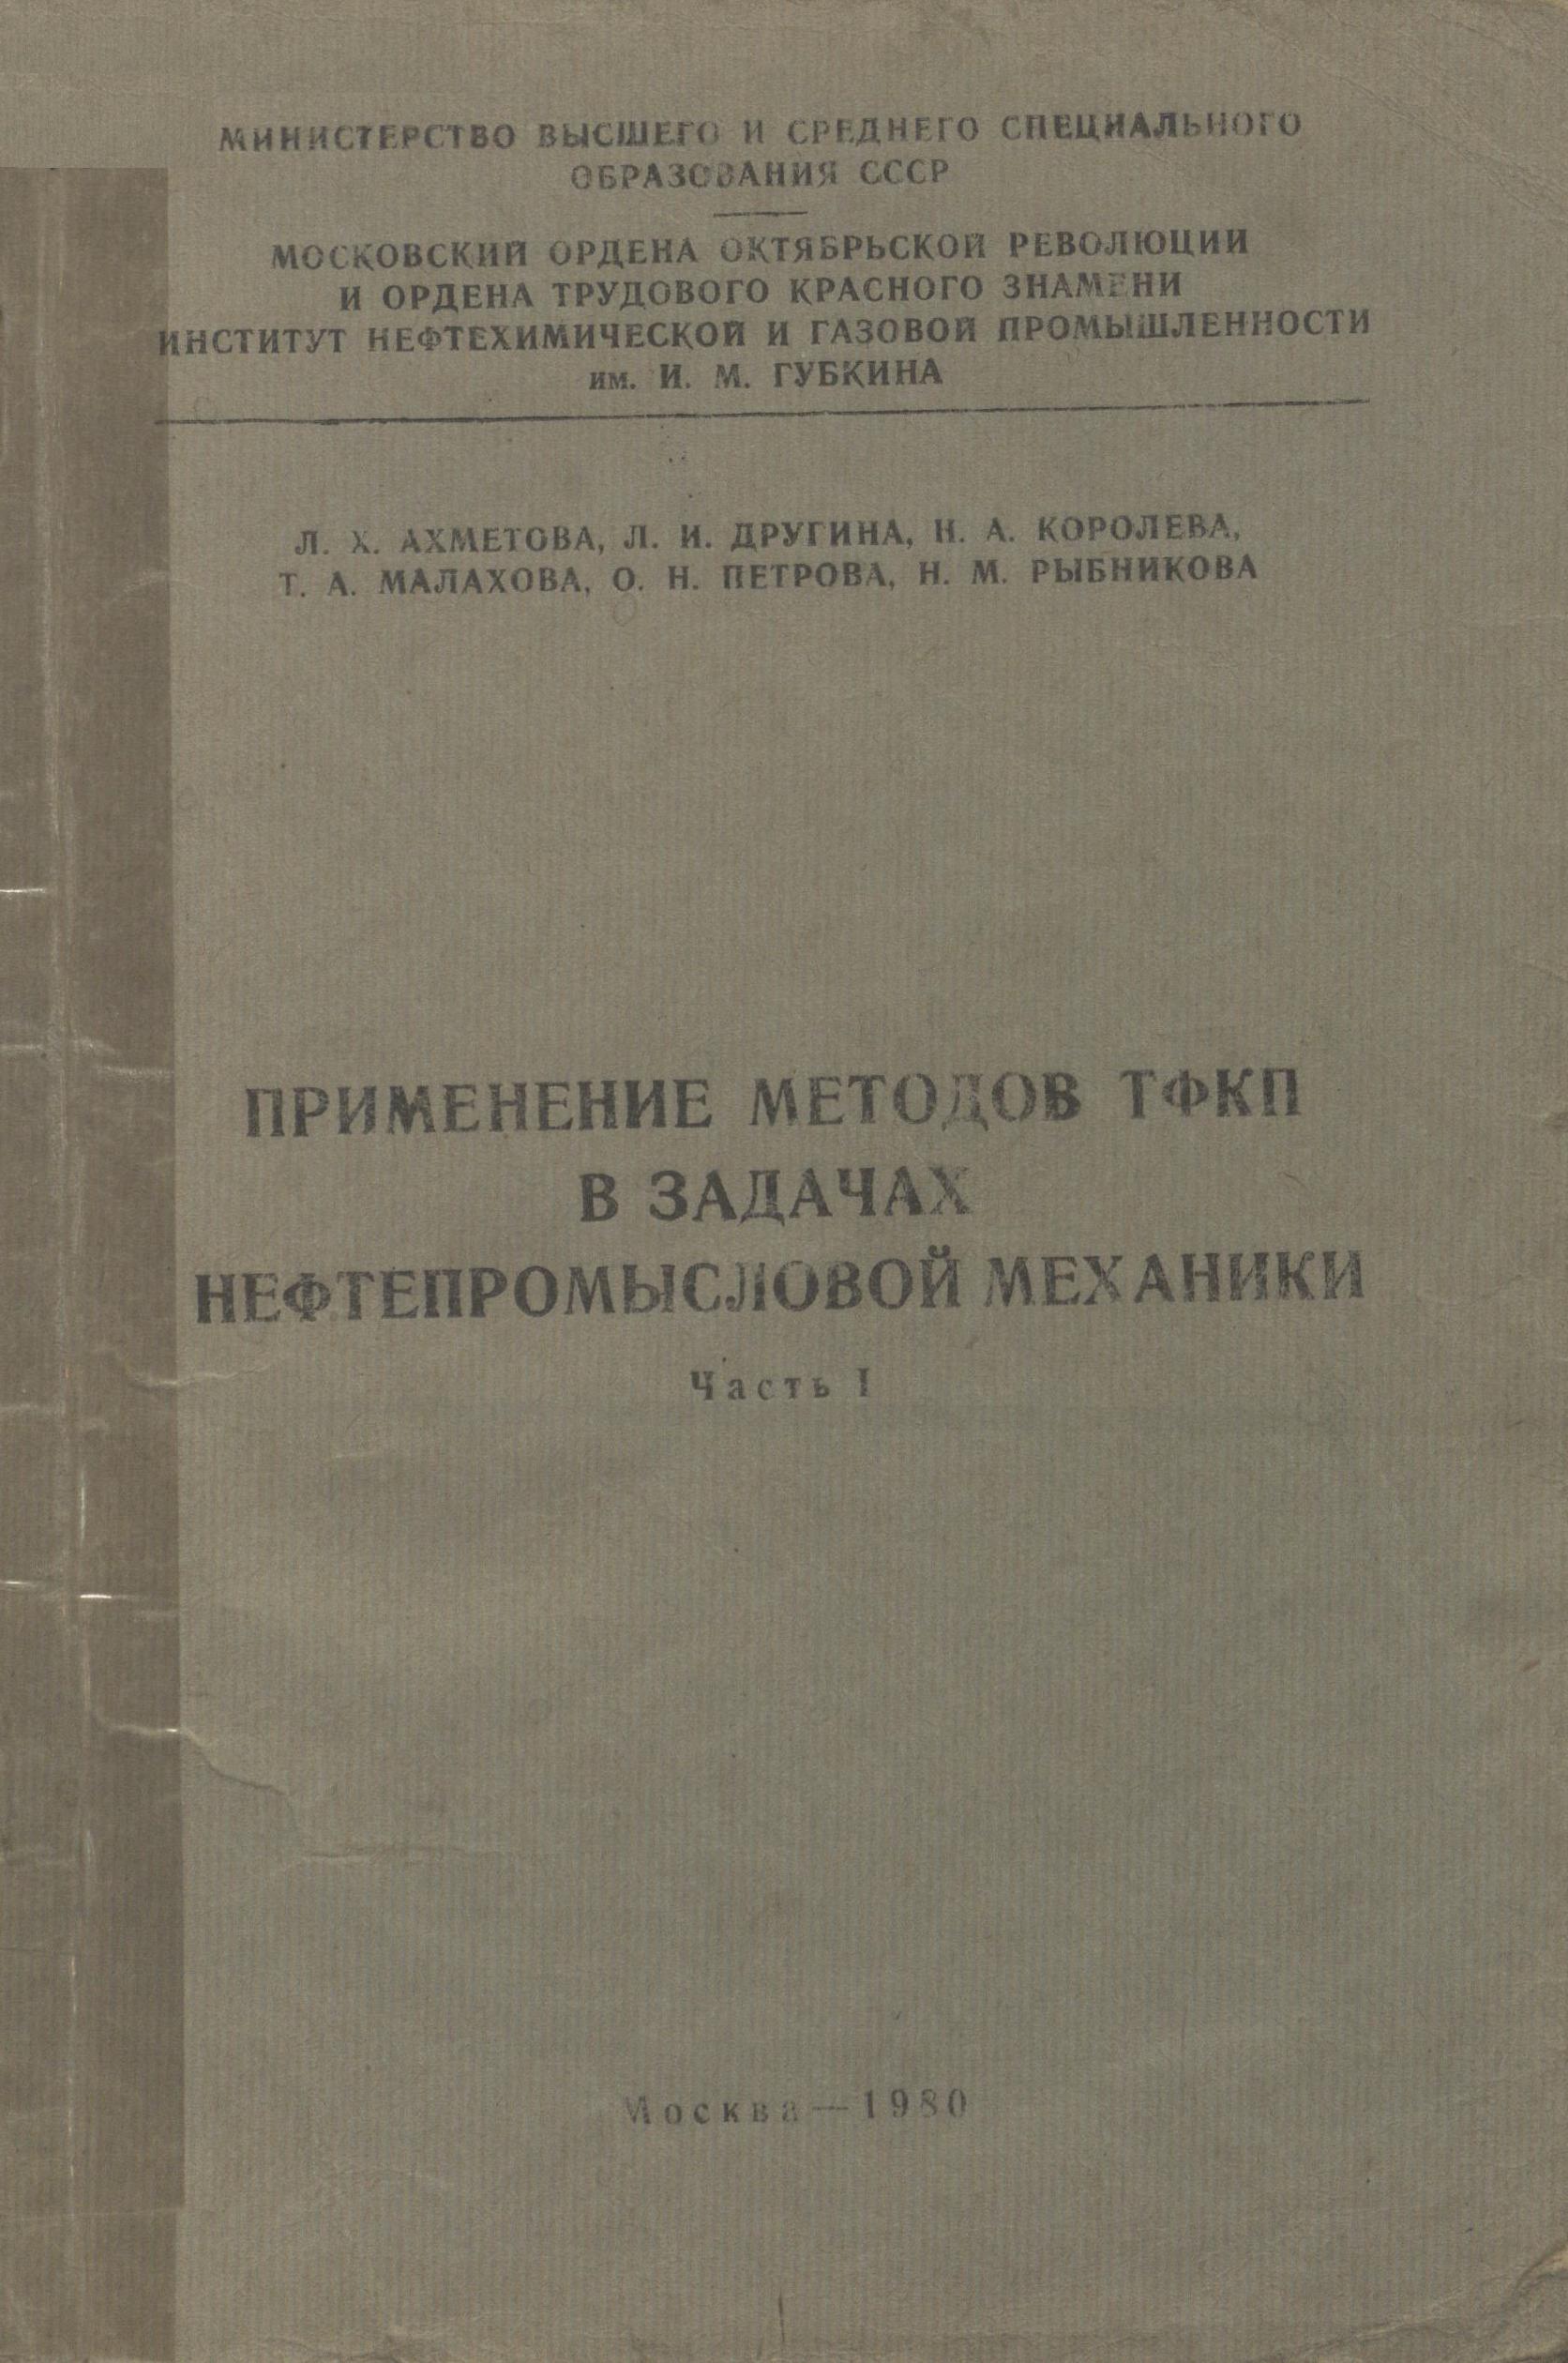 МИНИСТЕРСТВО ВЫСШЕГО И СРЕДНЕГО СПЕЦИАЛЬНОГО
ОБРАЗОВАНИЯ СССР
МОСКОВСКИЙ ОРДЕНА ОКТЯБРЬСКОЙ РЕВОЛЮЦИИ
И ОРДЕНА ТРУДОВОГО КРАСНОГО ЗНАМЕНИ
ИНСТИТУТ НЕФТЕХИМИЧЕСКОЙ И ГАЗОВОЙ ПРОМЫШЛЕННОСТИ
им. И. М. ГУБКИНА
Л. Х. АХМЕТОВА, Л. И. ДРУГИНА, Н. А. КОРОЛЕВА,
Т. А. МАЛАХОВА, О. Н. ПЕТРОВА, Н. М. РЫБНИКОВА
ПРИМЕНЕНИЕ МЕТОДОВ ТФКП
В ЗАДАЧАХ
НЕФТЕПРОМЫСЛОВОЙ МЕХАНИКИ
Часть I
Москва — 1980